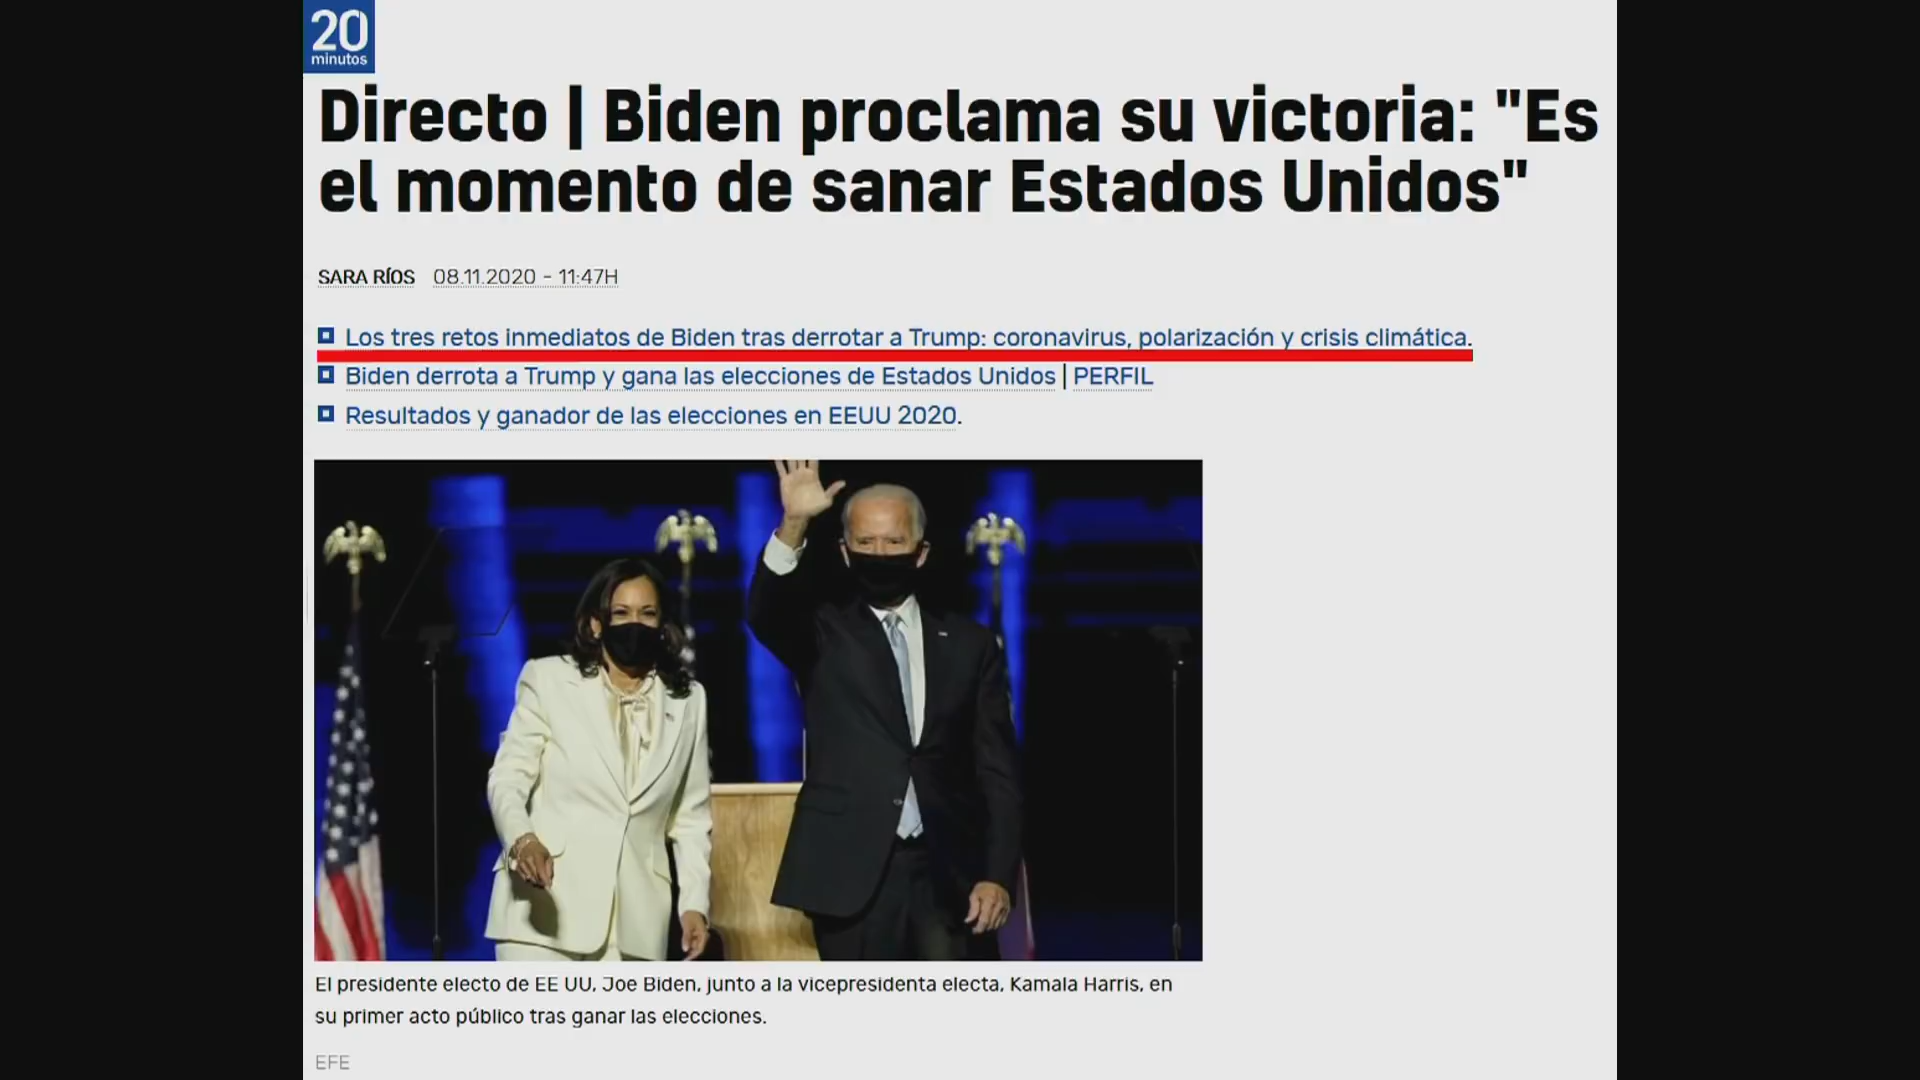 20
minutos
Directo | Biden proclama su victoria: "Es
el momento de sanar Estados Unidos"
SARA RÍOS 08.11.2020 - 11:47H
Los tres retos inmediatos de Biden tras derrotar a Trump: coronavirus, polarización y crisis climática.
Biden derrota a Trump y gana las elecciones de Estados Unidos | PERFIL
Resultados y ganador de las elecciones en EEUU 2020.
El presidente electo de EE UU, Joe Biden, junto a la vicepresidenta electa, Kamala Harris, en
su primer acto público tras ganar las elecciones.
EFE